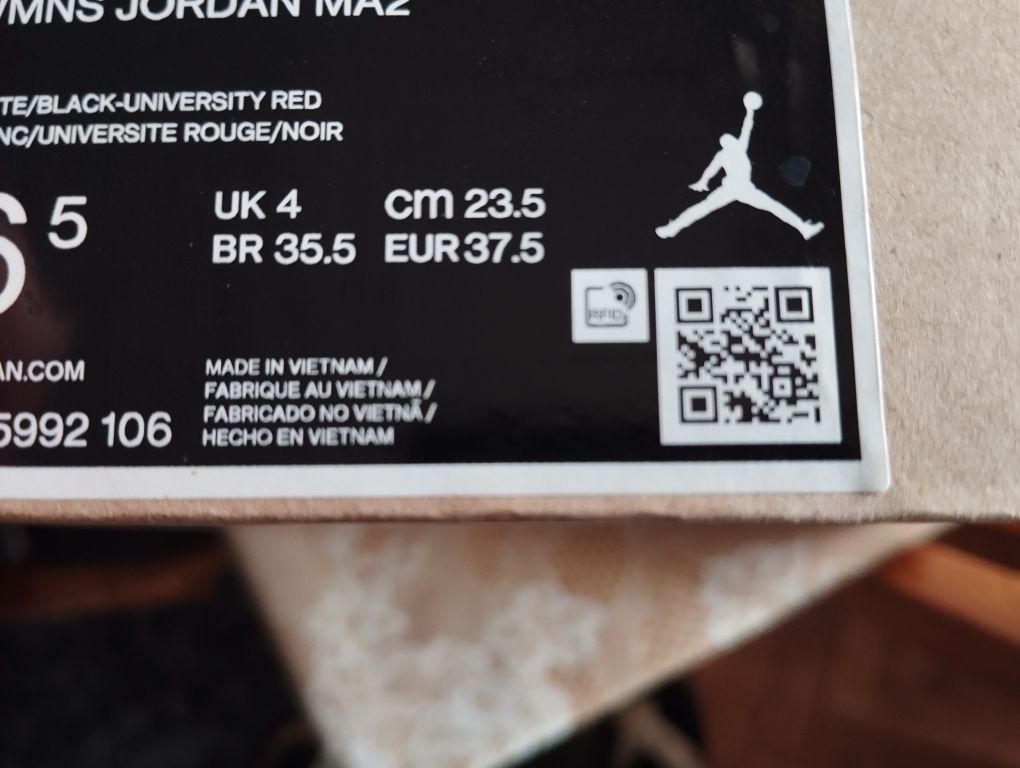 /MNS JORDAN MA2
TE/BLACK-UNIVERSITY RED
NC/UNIVERSITE ROUGE/NOIR
6 5
UK 4 cm 23.5
BR 35.5 EUR 37.5
RFID
AN.COM
5992 106
MADE IN VIETNAM /
FABRIQUE AU VIETNAM /
FABRICADO NO VIETNÃ /
HECHO EN VIETNAM